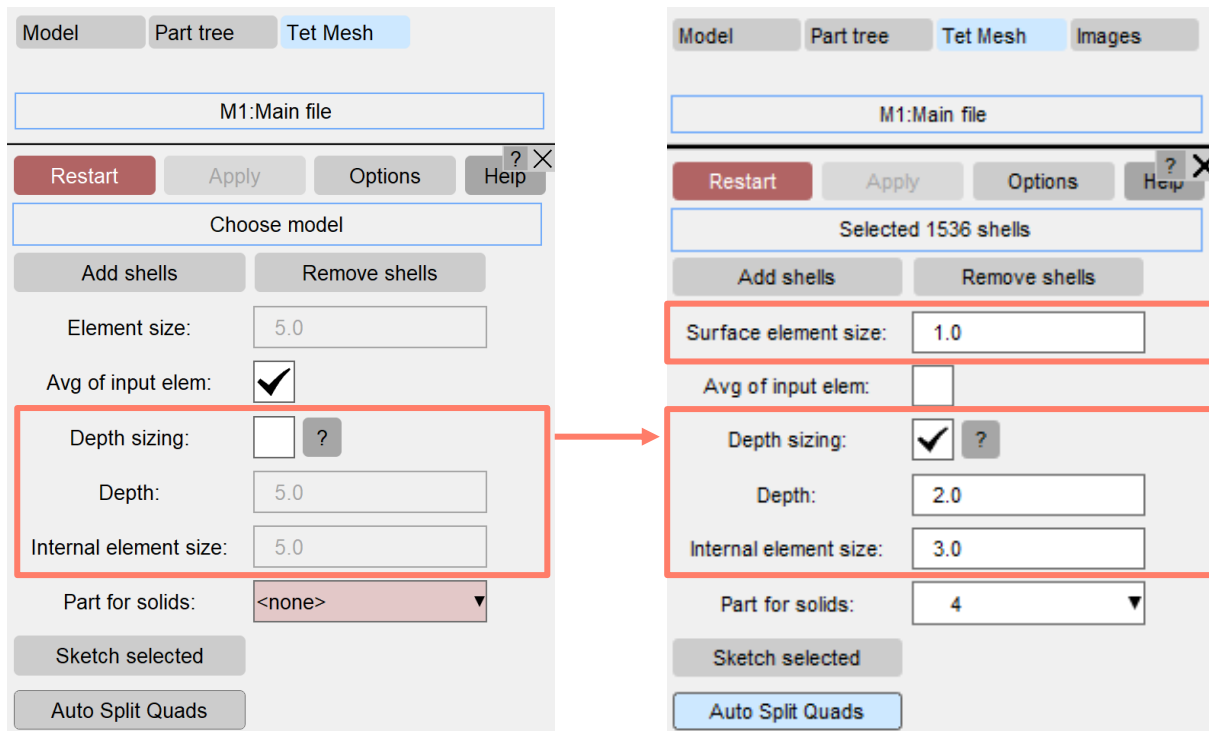 Model Part tree Tet Mesh
M1:Main file
? X
Restart Apply Options Help
Choose model
Add shells Remove shells
Element size: 5.0
Avg of input elem:
Depth sizing: ?
Depth: 5.0
Internal element size: 5.0
Part for solids: <none>
Sketch selected
Auto Split Quads
Model Part tree Tet Mesh Images
M1:Main file
? X
Restart Apply Options Help
Selected 1536 shells
Add shells Remove shells
Surface element size: 1.0
Avg of input elem:
Depth sizing: ?
Depth: 2.0
Internal element size: 3.0
Part for solids: 4
Sketch selected
Auto Split Quads